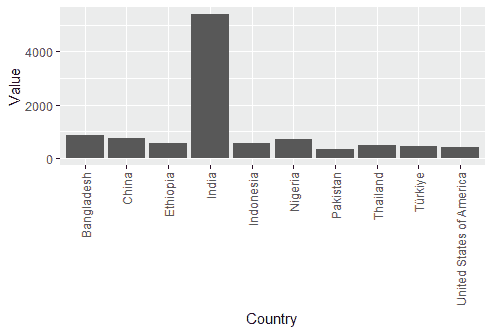 4000
2000
0
Value
Bangladesh
China
Ethiopia
India
Indonesia
Nigeria
Pakistan
Thailand
Türkiye
United States of America
Country